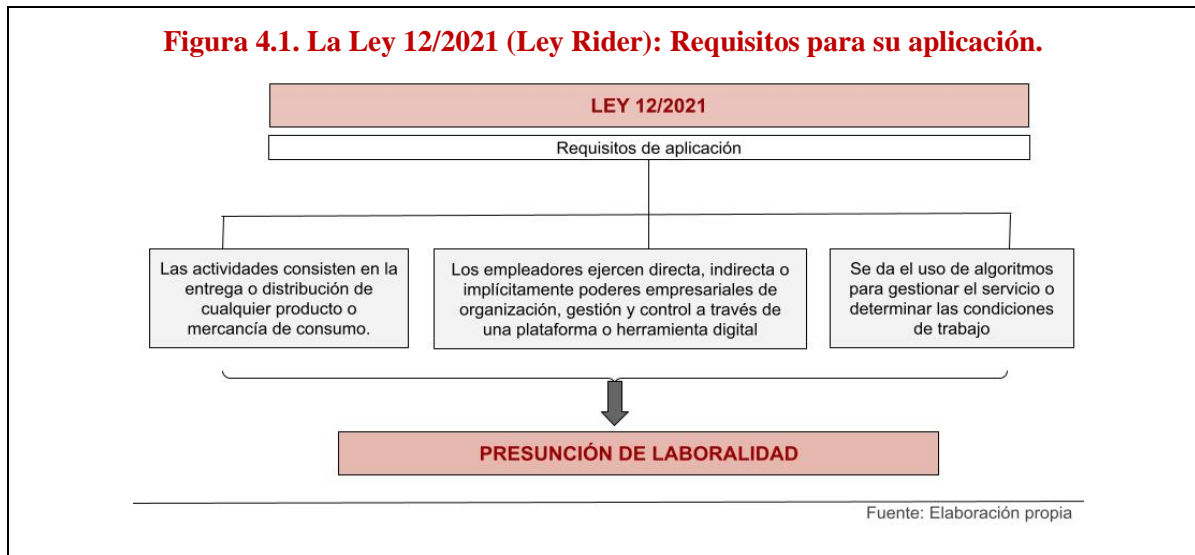 Figura 4.1. La Ley 12/2021 (Ley Rider): Requisitos para su aplicación.
LEY 12/2021
Requisitos de aplicación
Las actividades consisten en la
entrega o distribución de
cualquier producto o
mercancía de consumo.
Los empleadores ejercen directa, indirecta o
implícitamente poderes empresariales de
organización, gestión y control a través de
una plataforma o herramienta digital
Se da el uso de algoritmos
para gestionar el servicio o
determinar las condiciones
de trabajo
PRESUNCIÓN DE LABORALIDAD
Fuente: Elaboración propia